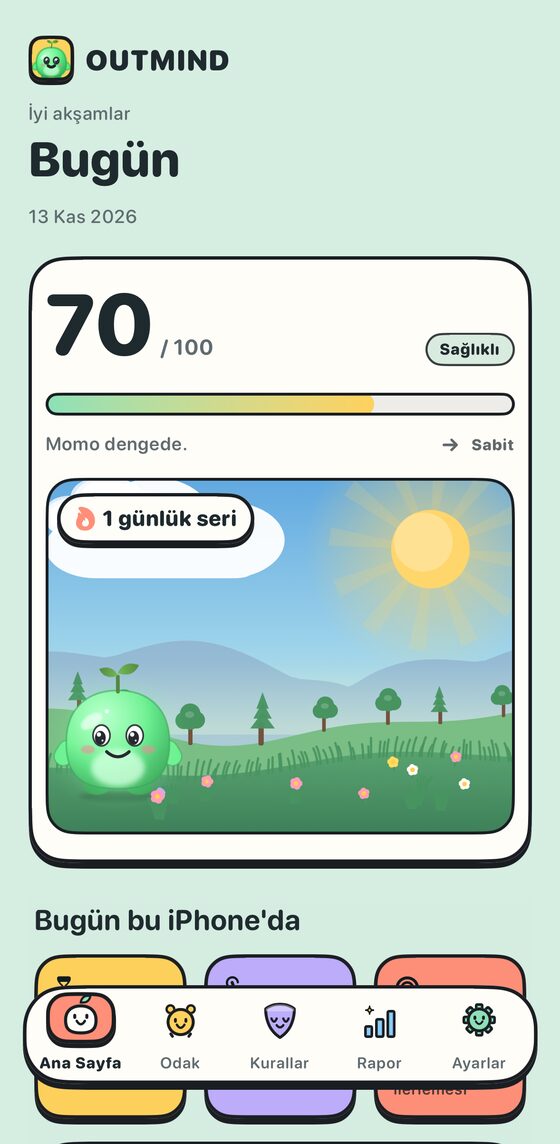 OUTMIND
İyi akşamlar
Bugün
13 Kas 2026
70 / 100
Sağlıklı
Momo dengede.
→ Sabit
1 günlük seri
Bugün bu iPhone'da
Ana Sayfa
Odak
Kurallar
Rapor
Ayarlar
ilerlemesi